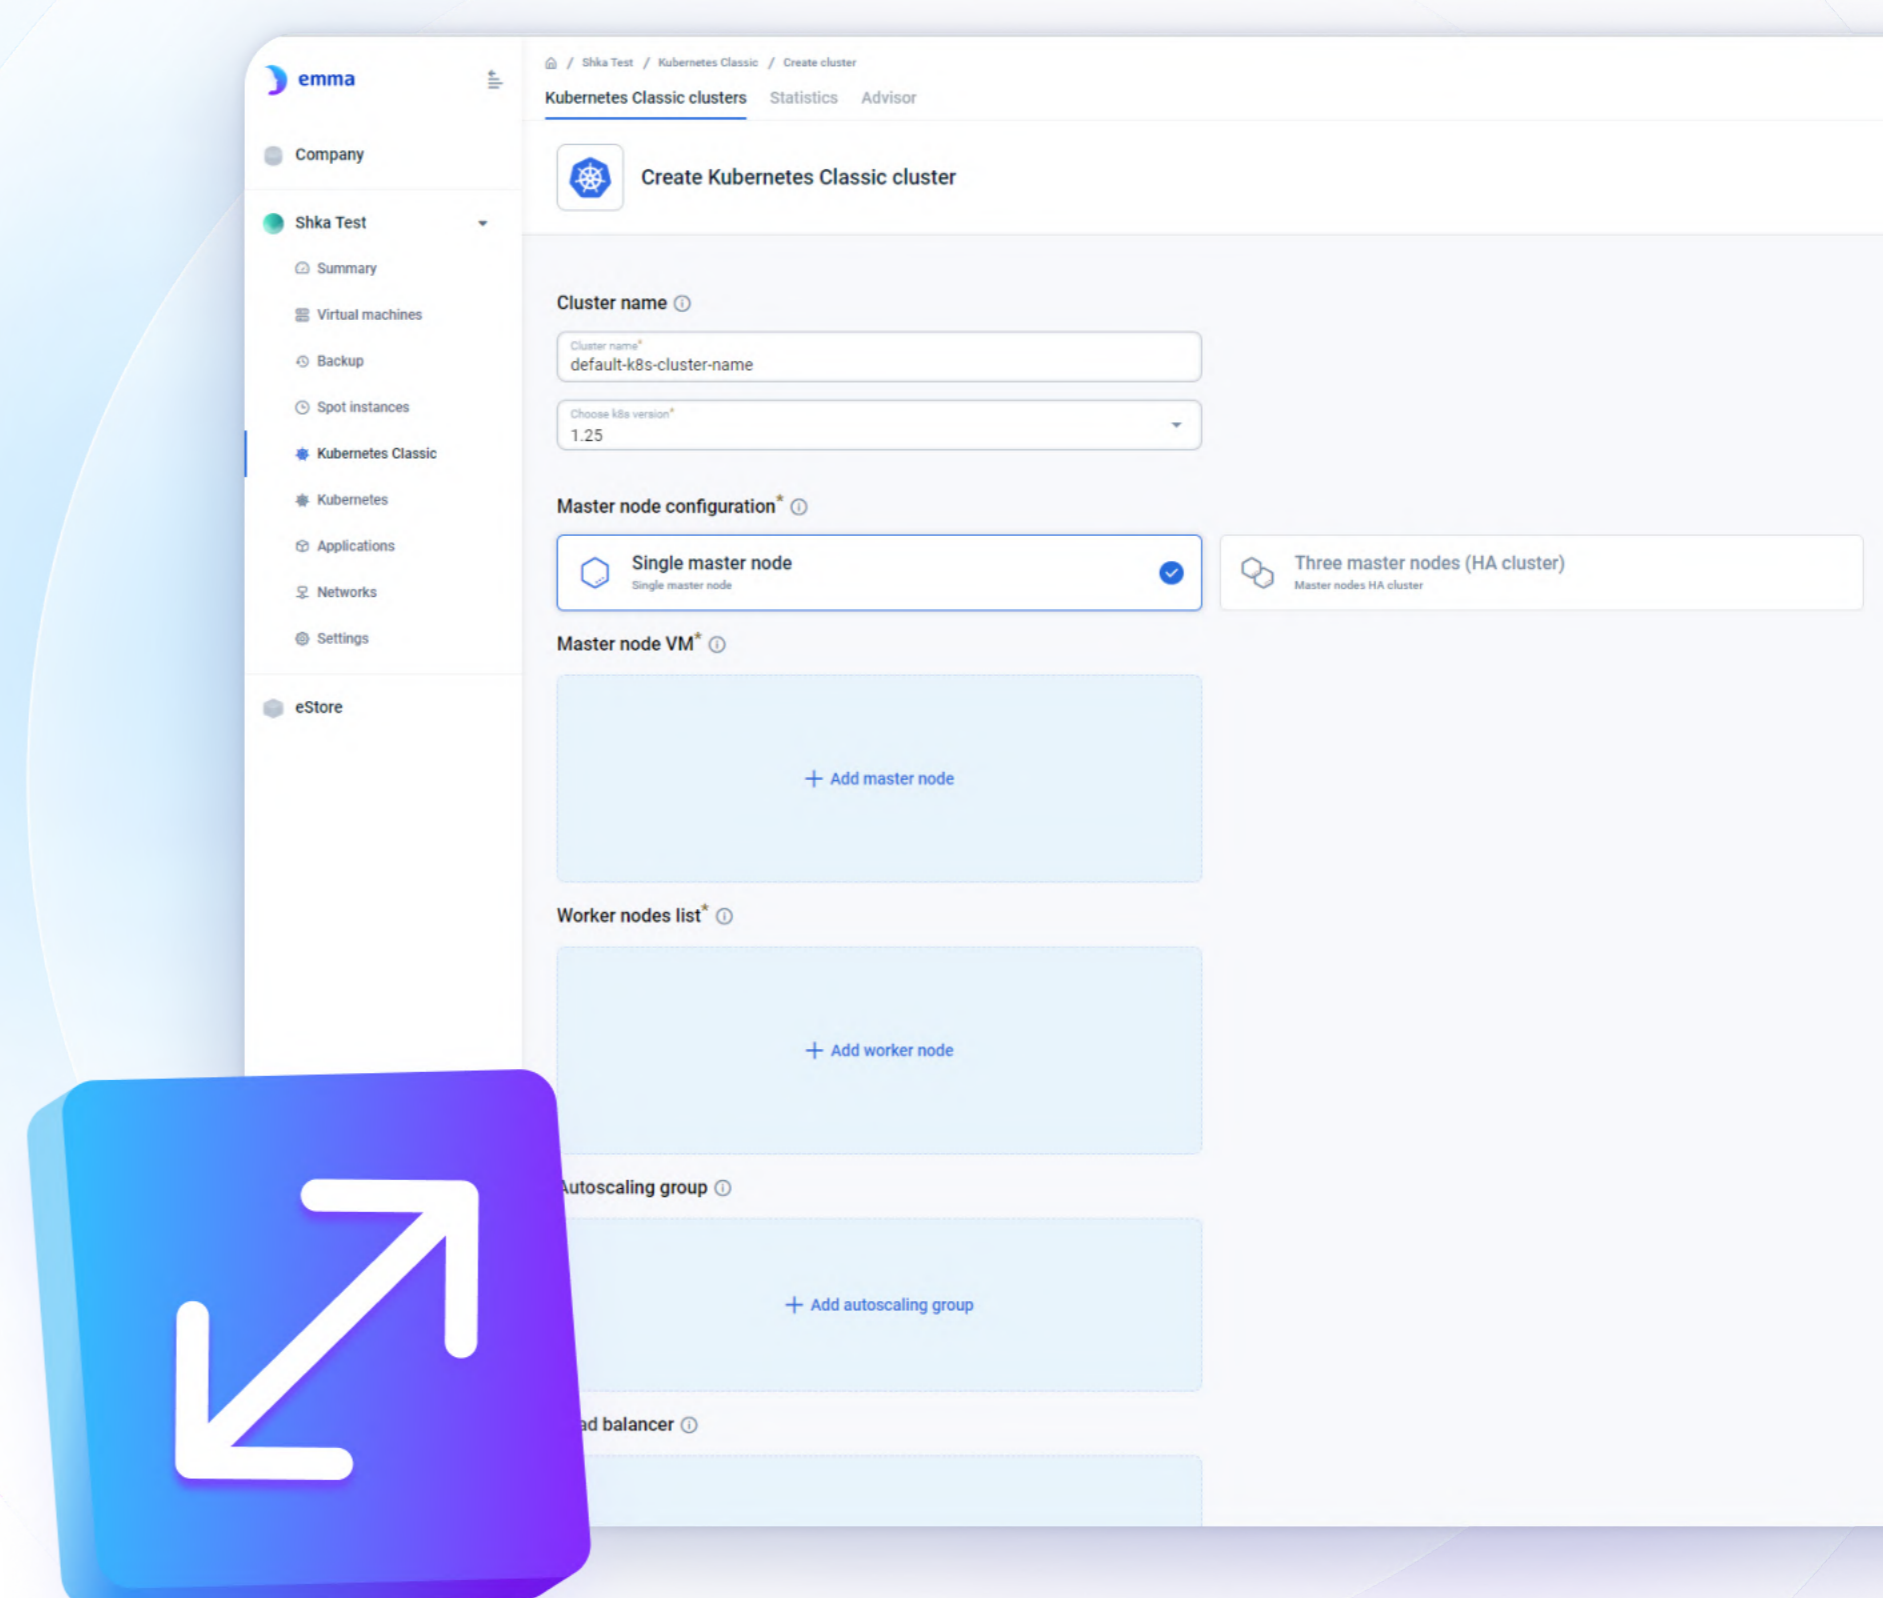 emma
Company
Shka Test
Summary
Virtual machines
Backup
Spot instances
Kubernetes Classic
Kubernetes
Applications
Networks
Settings
eStore
/ Shka Test / Kubernetes Classic / Create cluster
Kubernetes Classic clusters Statistics Advisor
Create Kubernetes Classic cluster
Cluster name
Cluster name*
default-k8s-cluster-name
Choose k8s version*
1.25
Master node configuration*
Single master node
Single master node
Three master nodes (HA cluster)
Master nodes HA cluster
Master node VM*
+ Add master node
Worker nodes list*
+ Add worker node
Autoscaling group
+ Add autoscaling group
ad balancer